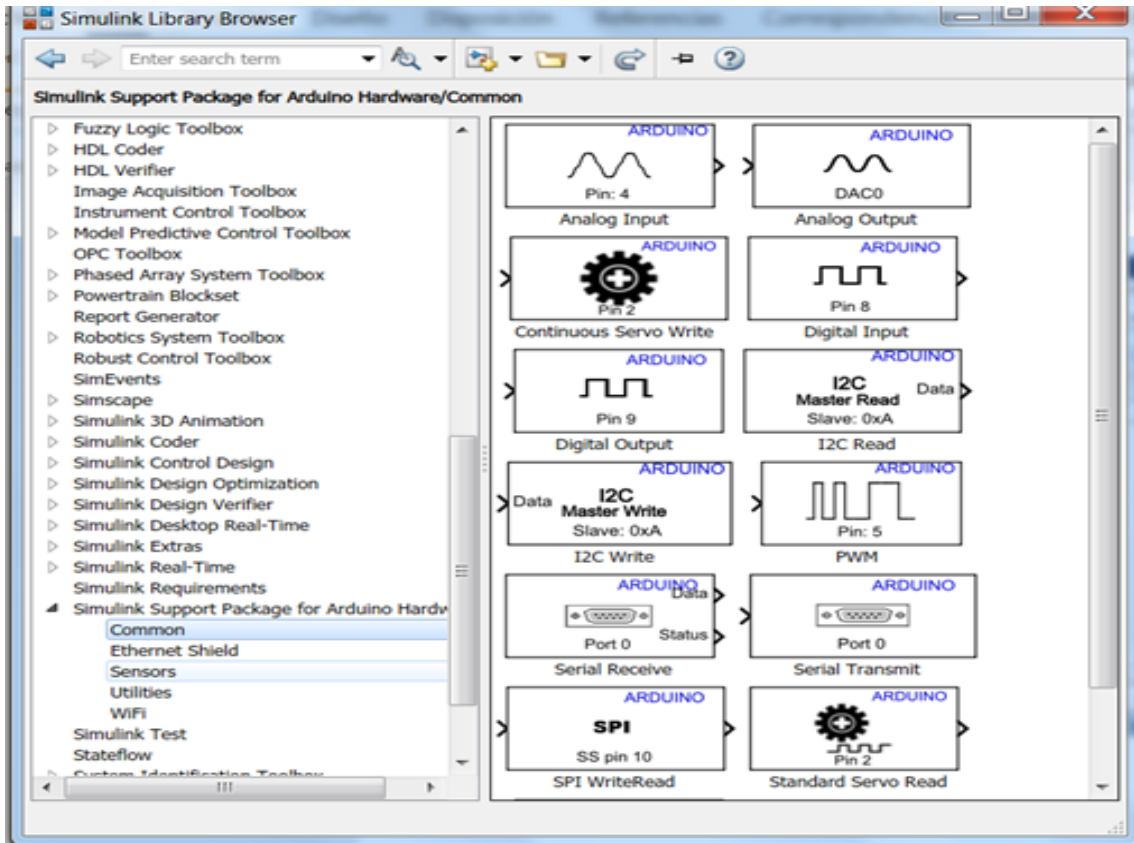 Simulink Library Browser
Enter search term
Simulink Support Package for Arduino Hardware/Common
Fuzzy Logic Toolbox
HDL Coder
HDL Verifier
Image Acquisition Toolbox
Instrument Control Toolbox
Model Predictive Control Toolbox
OPC Toolbox
Phased Array System Toolbox
Powertrain Blockset
Report Generator
Robotics System Toolbox
Robust Control Toolbox
SimEvents
Simscape
Simulink 3D Animation
Simulink Coder
Simulink Control Design
Simulink Design Optimization
Simulink Design Verifier
Simulink Desktop Real-Time
Simulink Extras
Simulink Real-Time
Simulink Requirements
Simulink Support Package for Arduino Hardw
Common
Ethernet Shield
Sensors
Utilities
WiFi
Simulink Test
Stateflow
System Identification Toolbox
ARDUINO
Pin: 4
Analog Input
ARDUINO
DAC0
Analog Output
ARDUINO
Pin 2
Continuous Servo Write
ARDUINO
Pin 8
Digital Input
ARDUINO
Pin 9
Digital Output
ARDUINO
I2C
Master Read
Data
Slave: 0xA
I2C Read
ARDUINO
Data
I2C
Master Write
Slave: 0xA
I2C Write
ARDUINO
Pin: 5
PWM
ARDUINO
Data
Status
Port 0
Serial Receive
ARDUINO
Port 0
Serial Transmit
ARDUINO
SPI
SS pin 10
SPI WriteRead
ARDUINO
Pin 2
Standard Servo Read